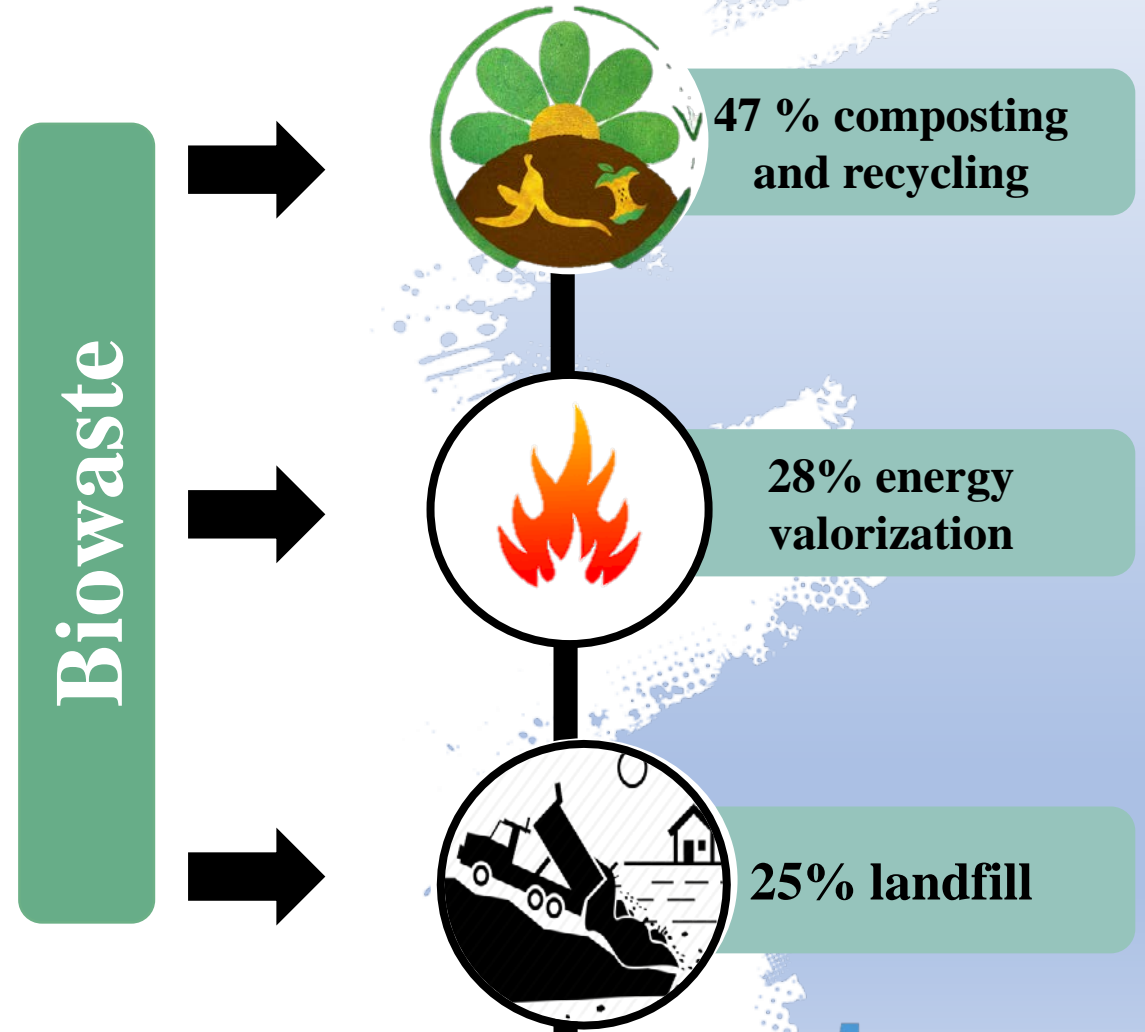 Biowaste
47 % composting
and recycling
28% energy
valorization
25% landfill